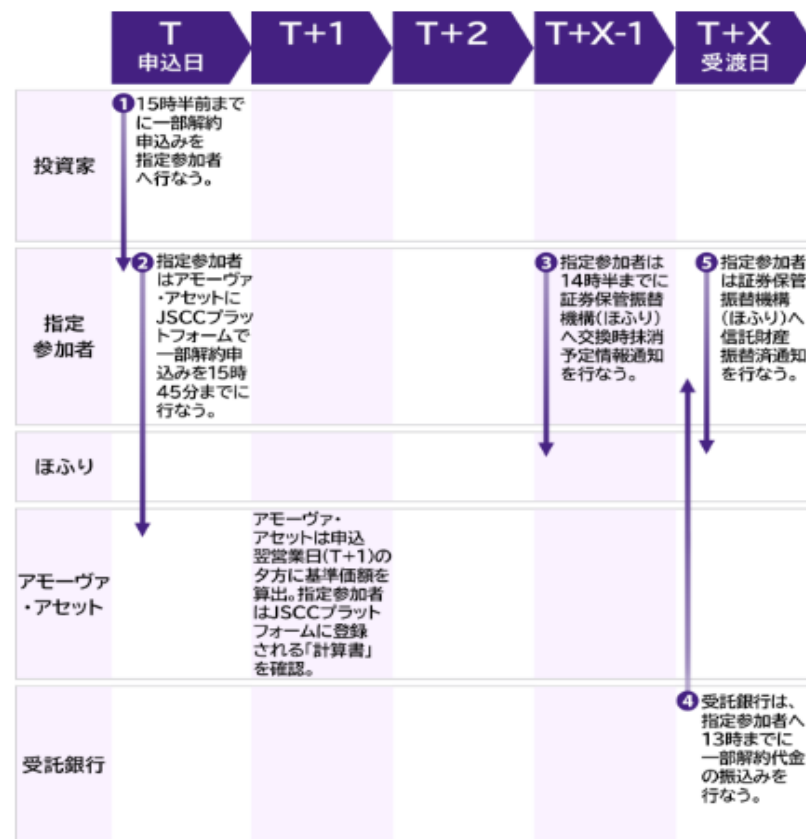 T
申込日
T+1
T+2
T+X-1
T+X
受渡日
投資家
❶15時半前まで
に一部解約
申込みを
指定参加者
へ行なう。
指定
参加者
❷指定参加者
はアモーヴァ
・アセットに
JSCCプラッ
トフォームで
一部解約申
込みを15時
45分までに
行なう。
❸指定参加者は
14時半までに
証券保管振替
機構(ほふり)
へ交換時抹消
予定情報通知
を行なう。
❺指定参加者
は証券保管
振替機構
(ほふり)へ
信託財産
振替済通知
を行なう。
ほふり
アモーヴァ
・アセット
アモーヴァ・
アセットは申込
翌営業日(T+1)の
夕方に基準価額を
算出。指定参加者
はJSCCプラット
フォームに登録
される「計算書」
を確認。
受託銀行
❹受託銀行は、
指定参加者へ
13時までに
一部解約代金
の振込みを
行なう。